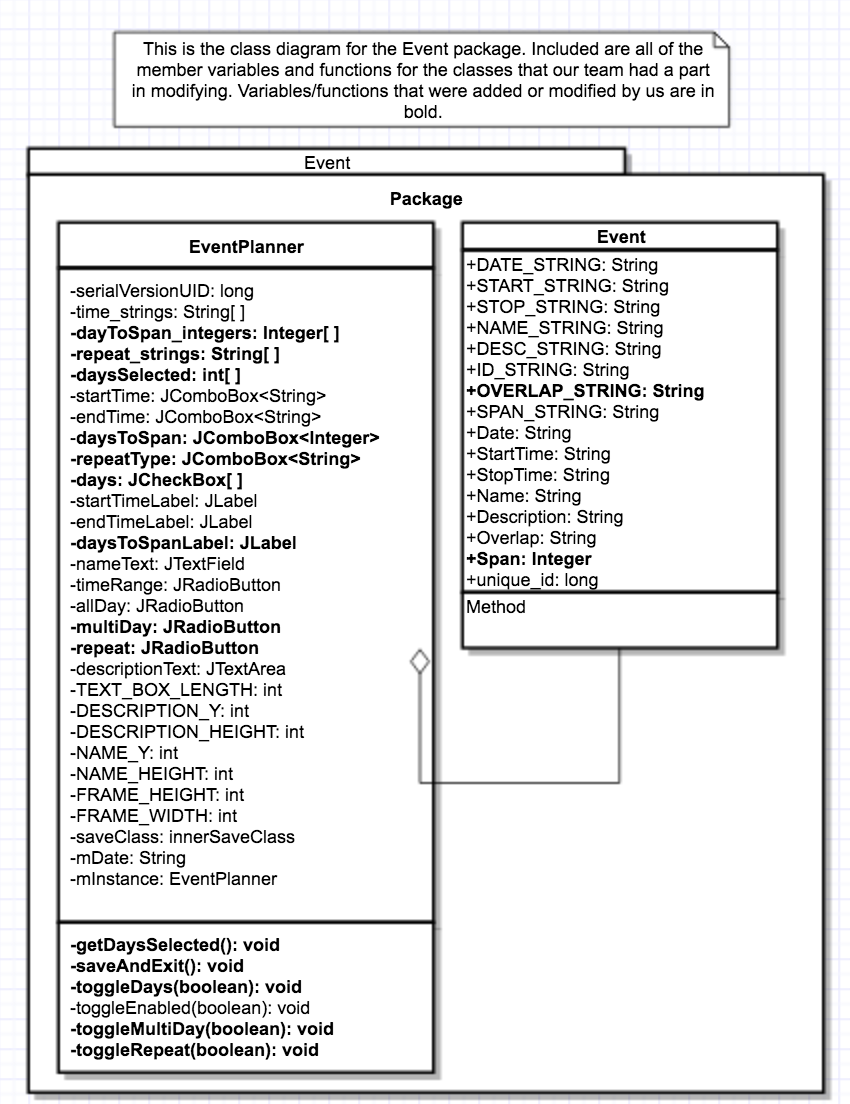 This is the class diagram for the Event package. Included are all of the
member variables and functions for the classes that our team had a part
in modifying. Variables/functions that were added or modified by us are in
bold.
Event
Package
EventPlanner
-serialVersionUID: long
-time_strings: String[ ]
-dayToSpan_integers: Integer[ ]
-repeat_strings: String[ ]
-daysSelected: int[ ]
-startTime: JComboBox<String>
-endTime: JComboBox<String>
-daysToSpan: JComboBox<Integer>
-repeatType: JComboBox<String>
-days: JCheckBox[ ]
-startTimeLabel: JLabel
-endTimeLabel: JLabel
-daysToSpanLabel: JLabel
-nameText: JTextField
-timeRange: JRadioButton
-allDay: JRadioButton
-multiDay: JRadioButton
-repeat: JRadioButton
-descriptionText: JTextArea
-TEXT_BOX_LENGTH: int
-DESCRIPTION_Y: int
-DESCRIPTION_HEIGHT: int
-NAME_Y: int
-NAME_HEIGHT: int
-FRAME_HEIGHT: int
-FRAME_WIDTH: int
-saveClass: innerSaveClass
-mDate: String
-mInstance: EventPlanner
-getDaysSelected(): void
-saveAndExit(): void
-toggleDays(boolean): void
-toggleEnabled(boolean): void
-toggleMultiDay(boolean): void
-toggleRepeat(boolean): void
Event
+DATE_STRING: String
+START_STRING: String
+STOP_STRING: String
+NAME_STRING: String
+DESC_STRING: String
+ID_STRING: String
+OVERLAP_STRING: String
+SPAN_STRING: String
+Date: String
+StartTime: String
+StopTime: String
+Name: String
+Description: String
+Overlap: String
+Span: Integer
+unique_id: long
Method